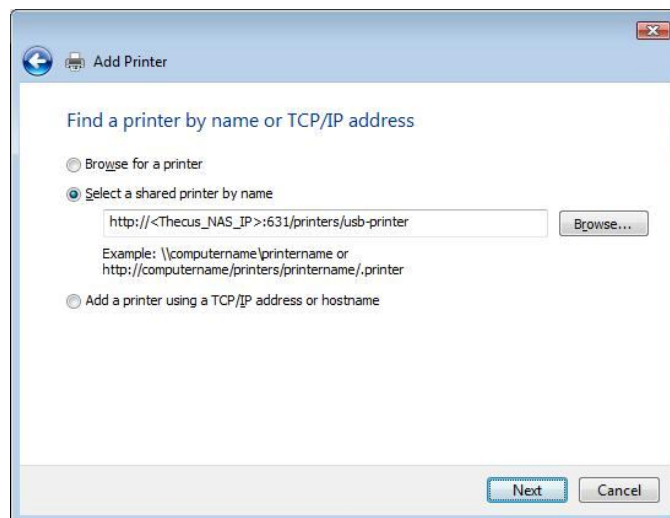 Add Printer
Find a printer by name or TCP/IP address
Browse for a printer
Select a shared printer by name
http://<Thecus_NAS_IP>:631/printers/usb-printer
Browse...
Example: \\computername\printername or
http://computername/printers/printername/.printer
Add a printer using a TCP/IP address or hostname
Next
Cancel